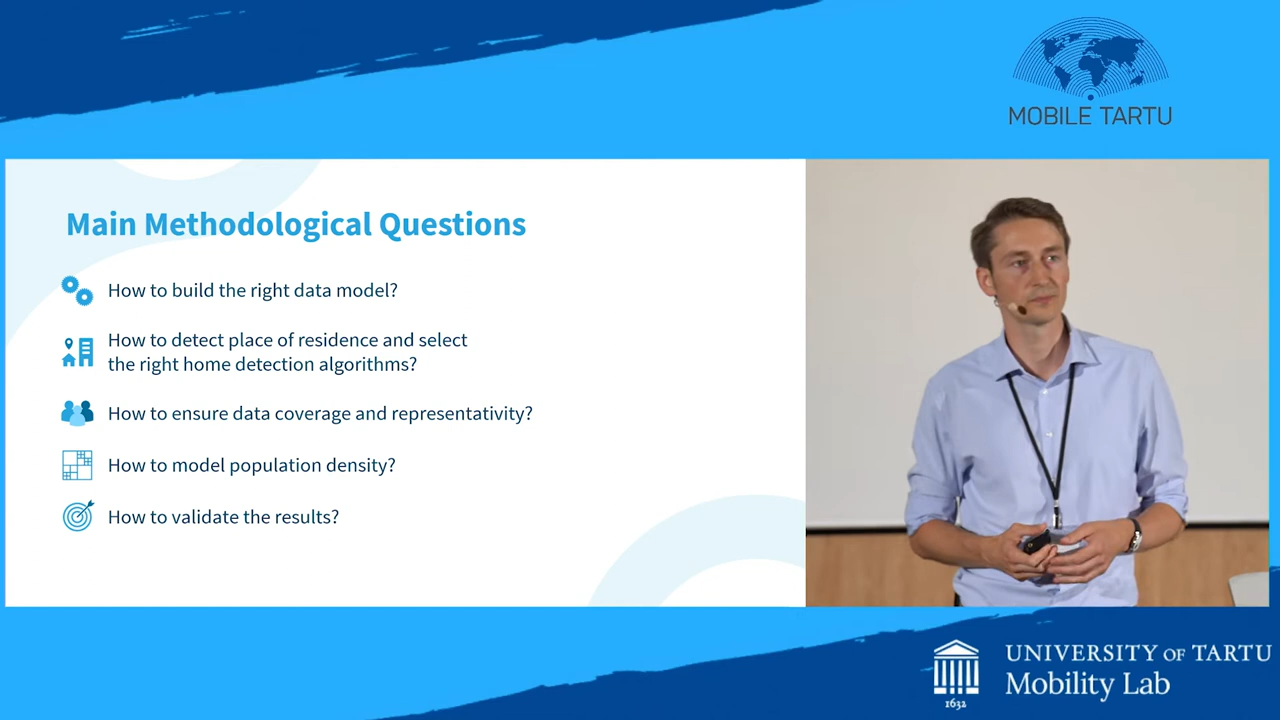 MOBILE TARTU
Main Methodological Questions
How to build the right data model?
How to detect place of residence and select
the right home detection algorithms?
How to ensure data coverage and representativity?
How to model population density?
How to validate the results?
UNIVERSITY OF TARTU
Mobility Lab
1632